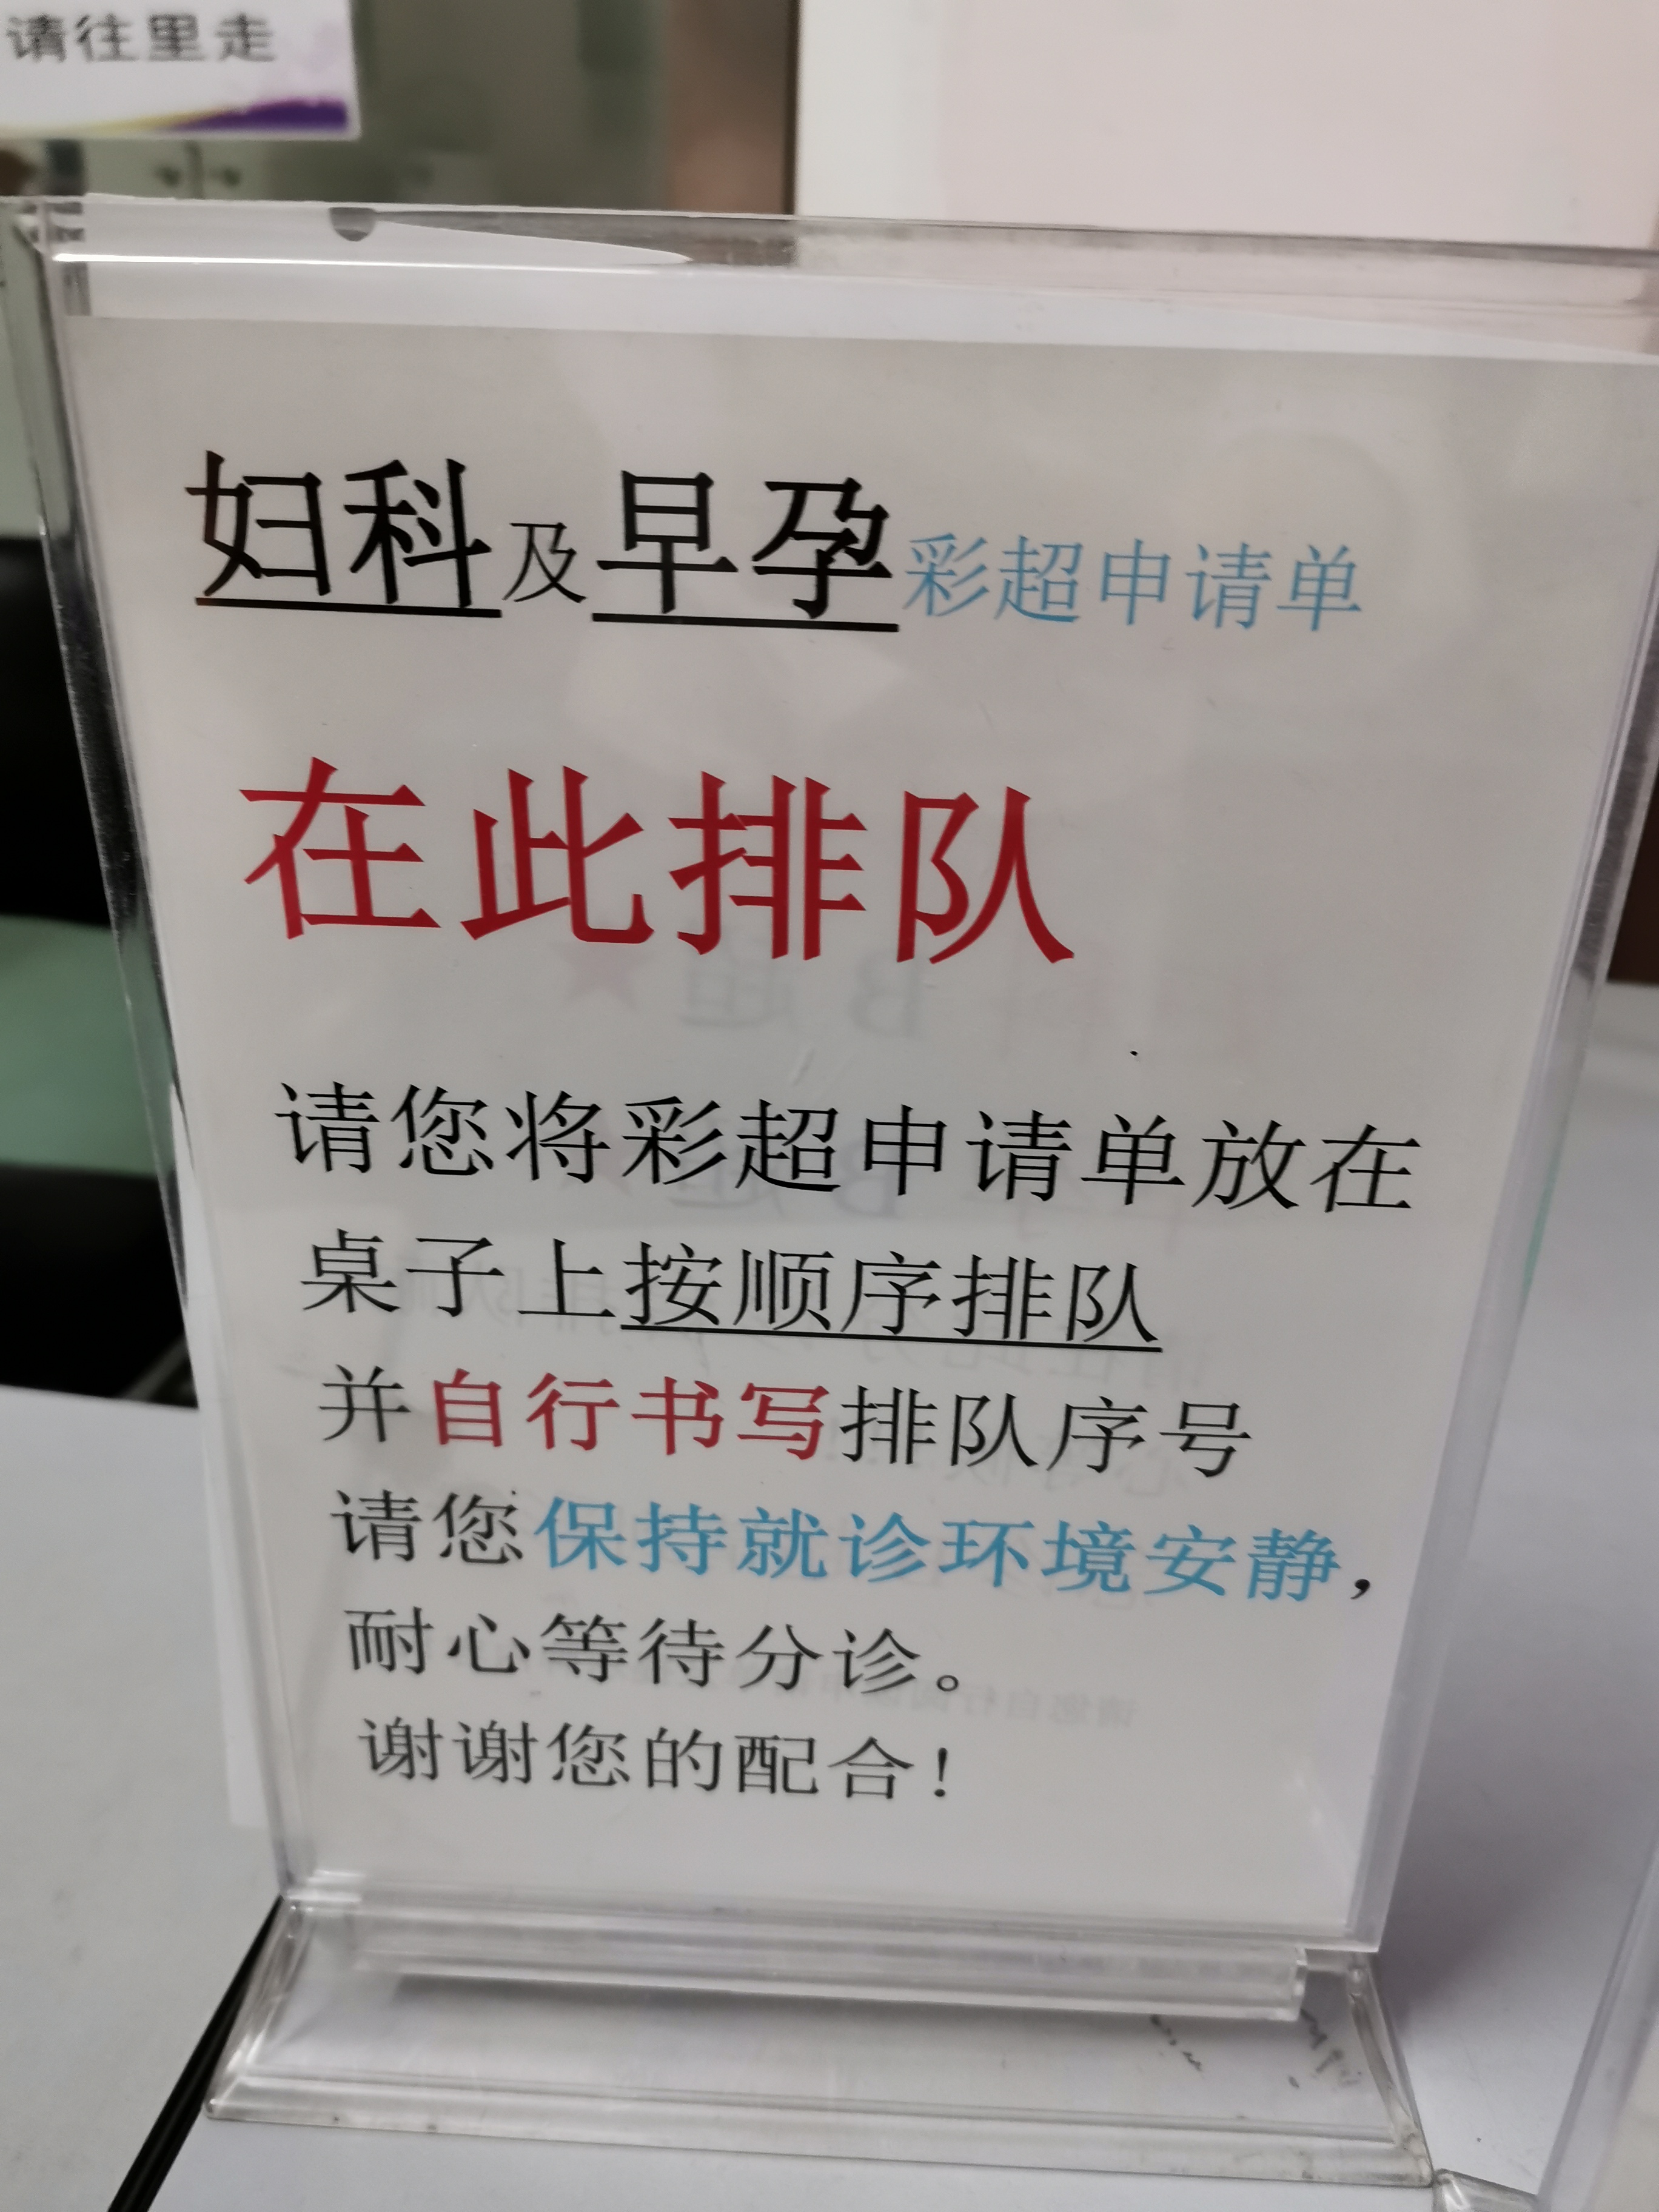 请往里走
妇科及早孕彩超申请单
在此排队
请您将彩超申请单放在
桌子上按顺序排队
并自行书写排队序号
请您保持就诊环境安静，
耐心等待分诊。
谢谢您的配合！